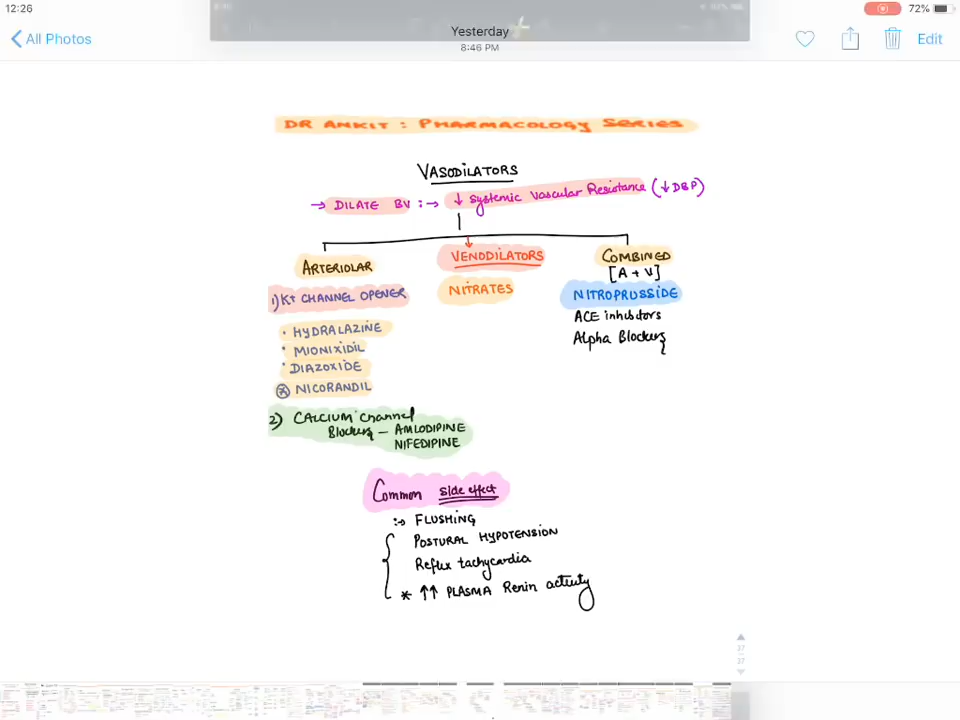 12:26
72%
All Photos
Yesterday
8:46 PM
Edit
DR ANKIT : PHARMACOLOGY SERIES
VASODILATORS
→ DILATE BV :→ ↓ Systemic Vascular Resistance (↓DBP)
ARTERIOLAR
1) K+ CHANNEL OPENER
• HYDRALAZINE
• MIONIXIDIL
• DIAZOXIDE
* NICORANDIL
2) CALCIUM Channel
Blockers – AMLODIPINE
NIFEDIPINE
VENODILATORS
NITRATES
COMBINED
[A + V]
NITROPRUSSIDE
ACE inhibitors
Alpha Blockers
Common side effect
:→ FLUSHING
POSTURAL HYPOTENSION
Reflux tachycardia
* ↑↑ PLASMA Renin activity
37
37